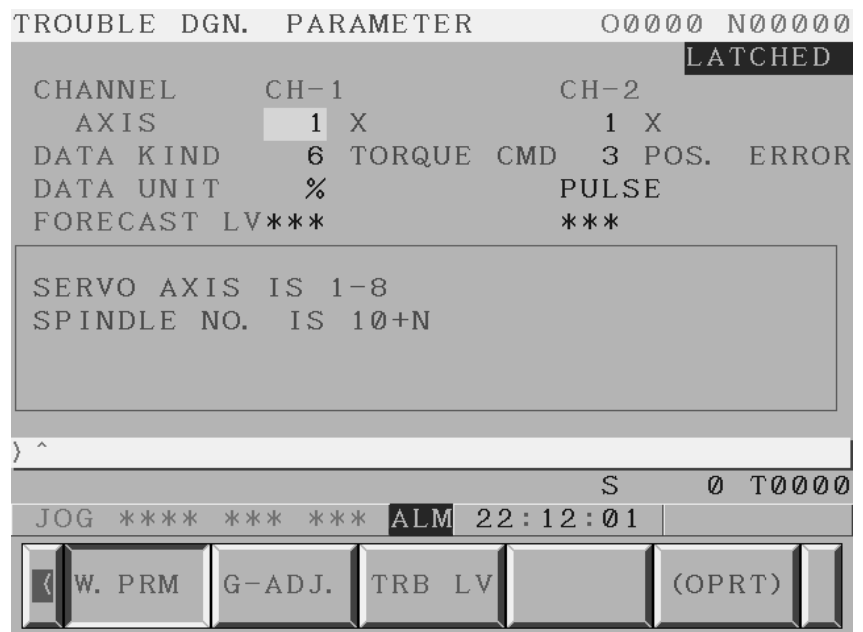 TROUBLE DGN. PARAMETER O0000 N00000
LATCHED
CHANNEL CH-1 CH-2
AXIS 1 X 1 X
DATA KIND 6 TORQUE CMD 3 POS. ERROR
DATA UNIT % PULSE
FORECAST LV*** ***
SERVO AXIS IS 1-8
SPINDLE NO. IS 10+N
) ^
S 0 T0000
JOG **** *** *** ALM 22:12:01
( W. PRM G-ADJ. TRB LV (OPRT)